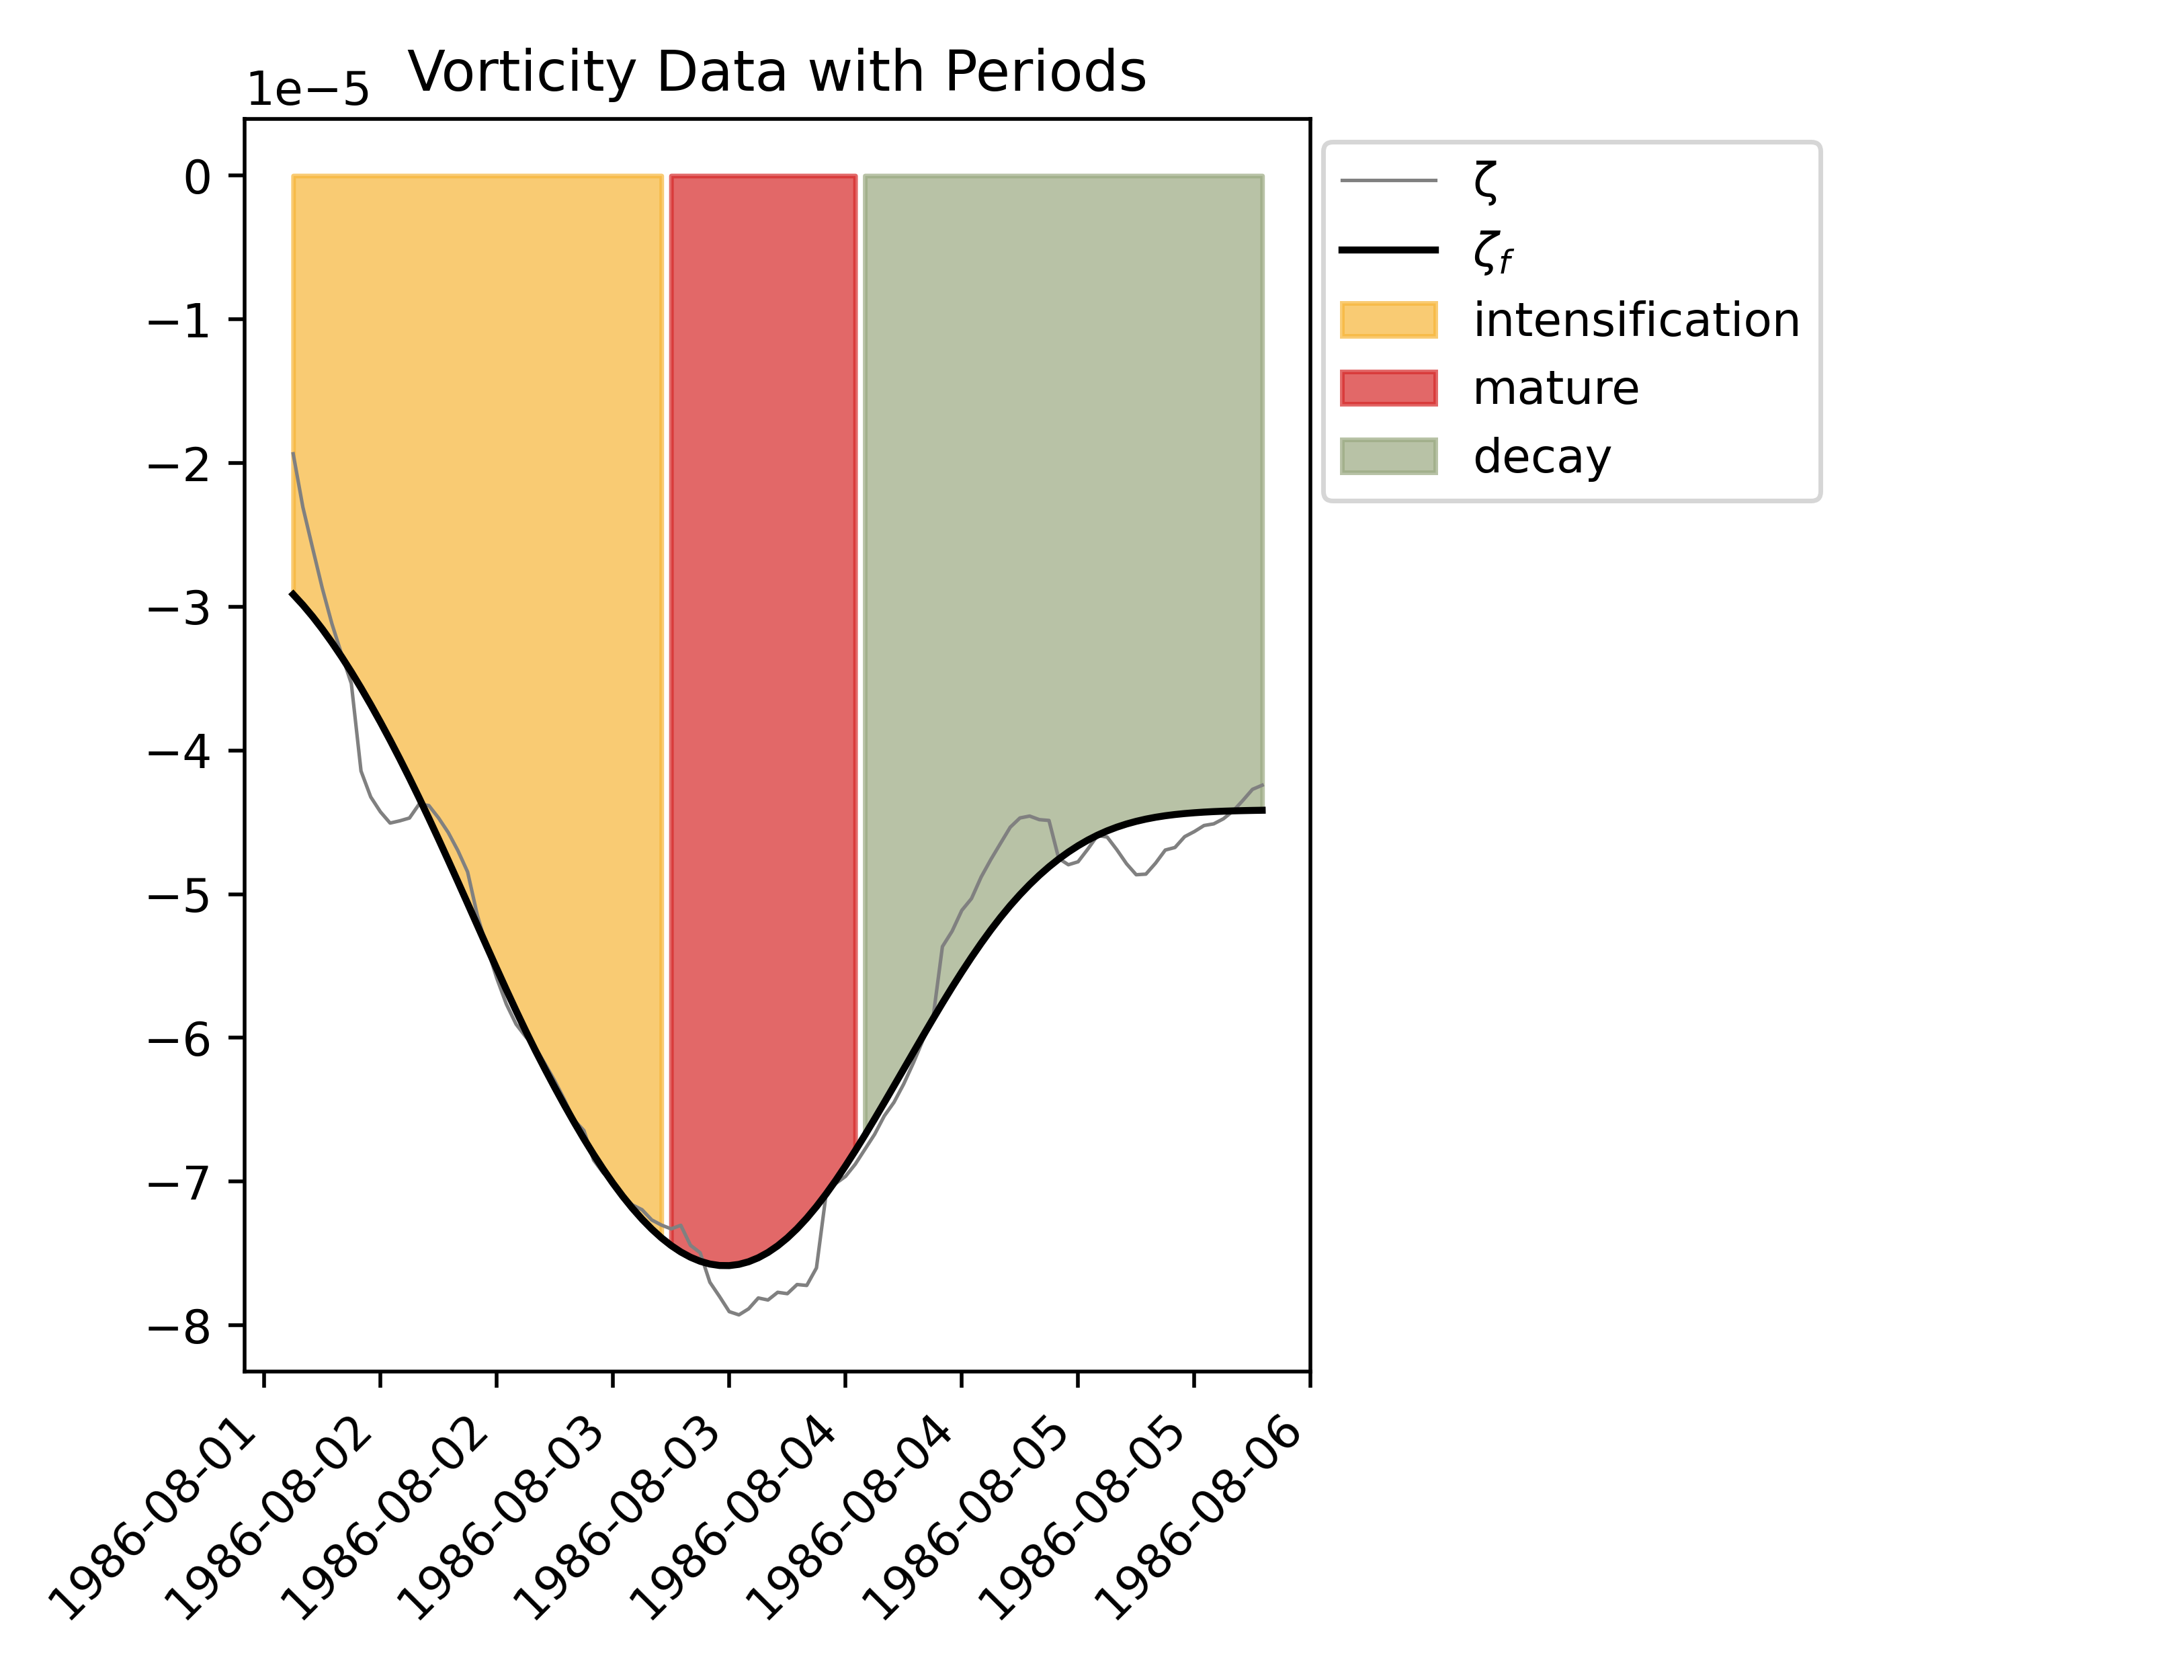 Vorticity Data with Periods
1e−5
0
−1
−2
−3
−4
−5
−6
−7
−8
1986-08-01
1986-08-02
1986-08-02
1986-08-03
1986-08-03
1986-08-04
1986-08-04
1986-08-05
1986-08-05
1986-08-06
ζ
ζf
intensification
mature
decay